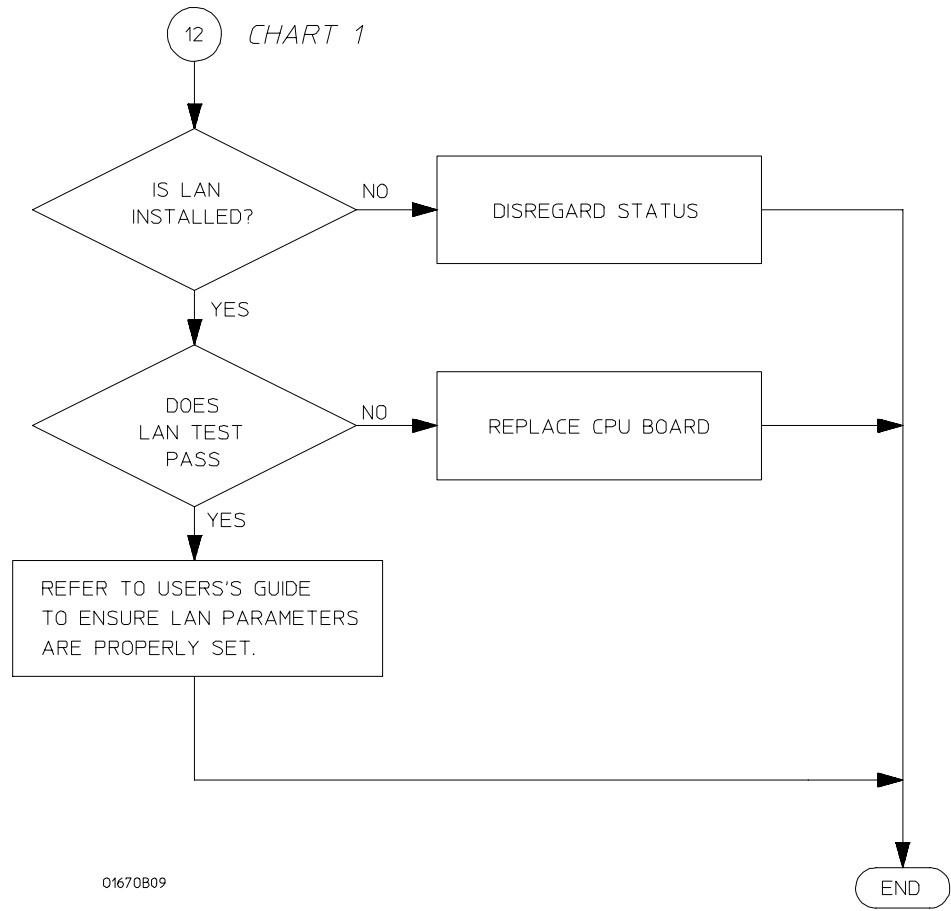 12 CHART 1
IS LAN
INSTALLED?
NO
DISREGARD STATUS
YES
DOES
LAN TEST
PASS
NO
REPLACE CPU BOARD
YES
REFER TO USERS'S GUIDE
TO ENSURE LAN PARAMETERS
ARE PROPERLY SET.
01670B09
END